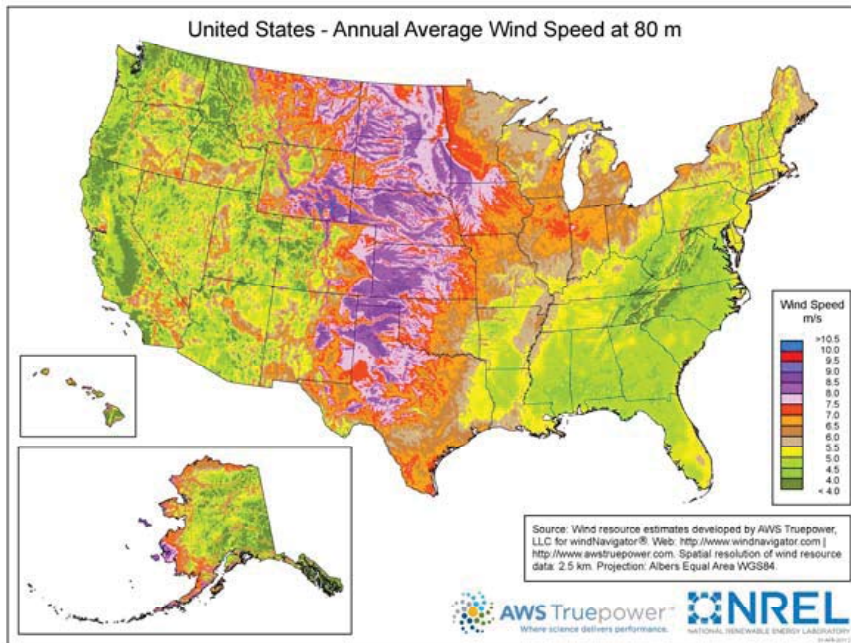 United States - Annual Average Wind Speed at 80 m
Wind Speed
m/s
>10.5
10.0
9.5
9.0
8.5
8.0
7.5
7.0
6.5
6.0
5.5
5.0
4.5
4.0
< 4.0
Source: Wind resource estimates developed by AWS Truepower,
LLC for windNavigator®. Web: http://www.windnavigator.com |
http://www.awstruepower.com. Spatial resolution of wind resource
data: 2.5 km. Projection: Albers Equal Area WGS84.
AWS Truepower™
Where science delivers performance.
NREL
NATIONAL RENEWABLE ENERGY LABORATORY